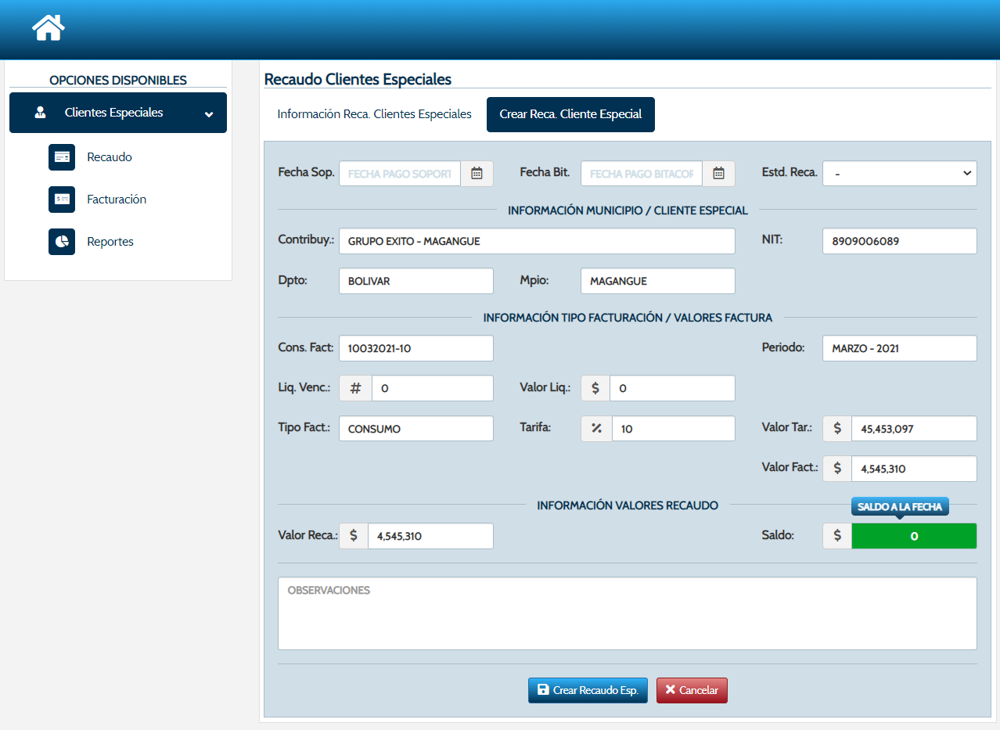 OPCIONES DISPONIBLES
Clientes Especiales
Recaudo
Facturación
Reportes
Recaudo Clientes Especiales
Información Reca. Clientes Especiales
Crear Reca. Cliente Especial
Fecha Sop. FECHA PAGO SOPORT Fecha Bit. FECHA PAGO BITACOR Estd. Reca. -
INFORMACIÓN MUNICIPIO / CLIENTE ESPECIAL
Contribuy.: GRUPO EXITO - MAGANGUE NIT: 8909006089
Dpto: BOLIVAR Mpio: MAGANGUE
INFORMACIÓN TIPO FACTURACIÓN / VALORES FACTURA
Cons. Fact: 10032021-10 Periodo: MARZO - 2021
Liq. Venc.: # 0 Valor Liq.: $ 0
Tipo Fact.: CONSUMO Tarifa: % 10 Valor Tar.: $ 45,453,097
Valor Fact.: $ 4,545,310
INFORMACIÓN VALORES RECAUDO
SALDO A LA FECHA
Valor Reca.: $ 4,545,310 Saldo: $ 0
OBSERVACIONES
Crear Recaudo Esp. Cancelar